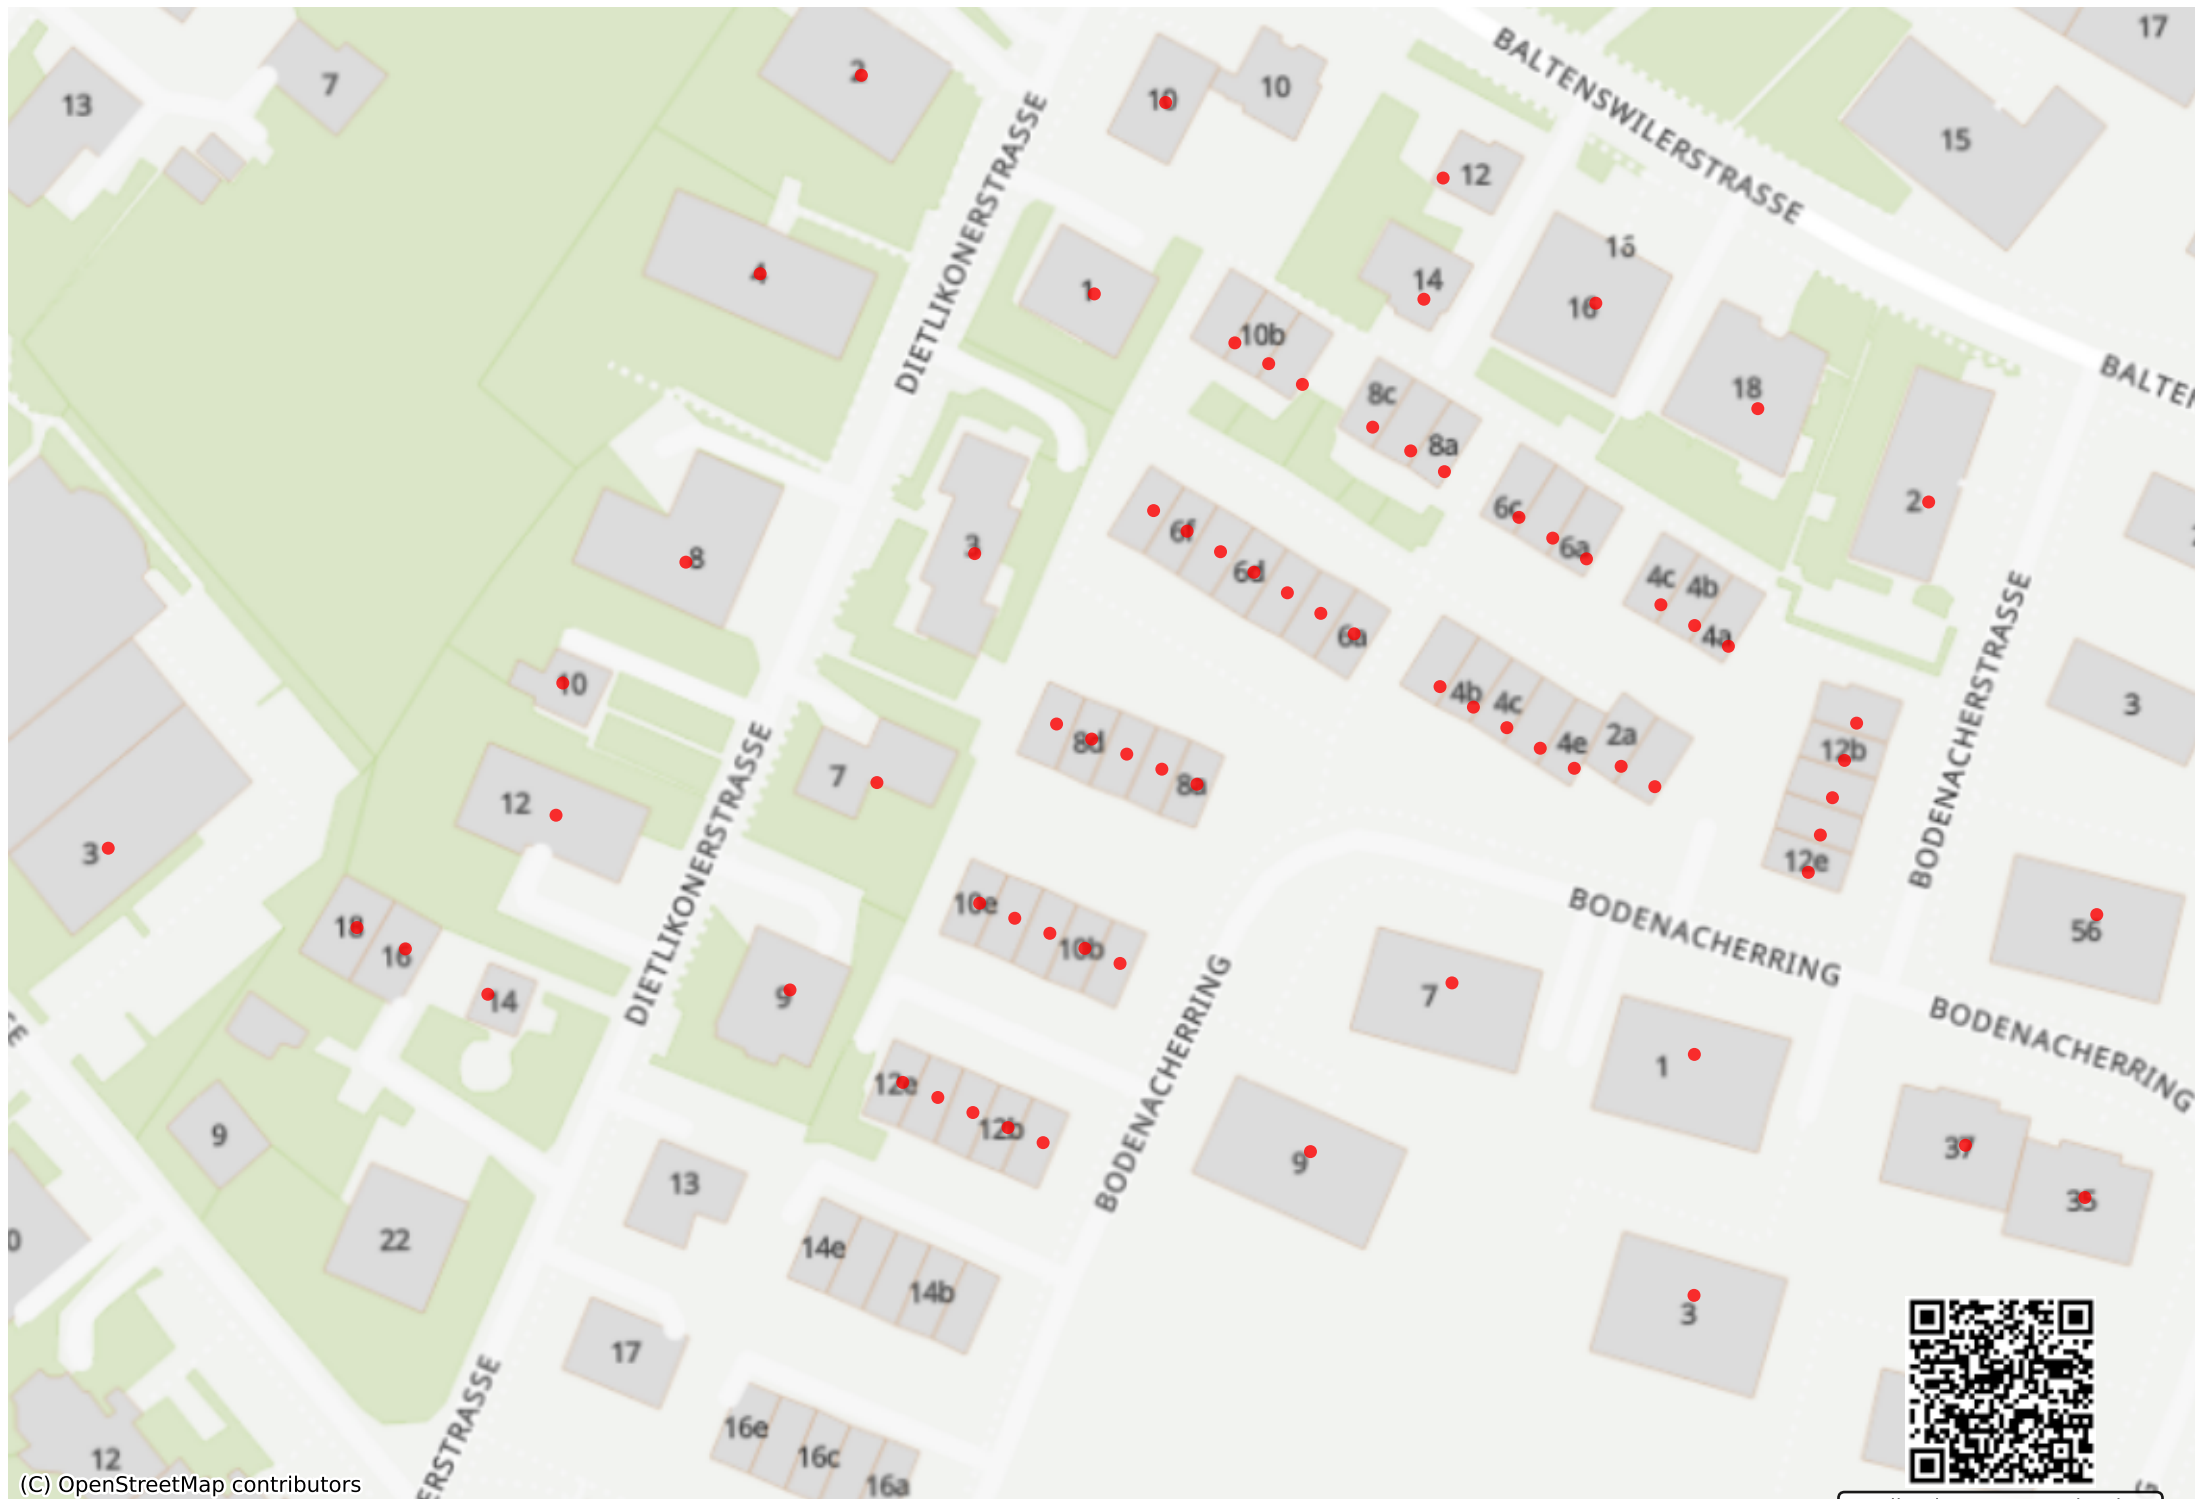 17
2
7
13
10
10
BALTENSWILERSTRASSE
15
12
DIETLIKONERSTRASSE
4
1
14
16
10b
18
8c
8a
2
6c
6a
6f
6d
6a
3
8
4c
4b
4a
10
4b
4c
4e
2a
BODENACHERSTRASSE
3
12b
12e
8d
8a
7
12
3
DIETLIKONERSTRASSE
10e
10b
18
16
14
9
BODENACHERRING
7
56
1
BODENACHERRING
BODENACHERRING
12e
12b
9
9
37
35
13
22
14e
14b
3
17
16e
16c
16a
12
ERSTRASSE
(C) OpenStreetMap contributors